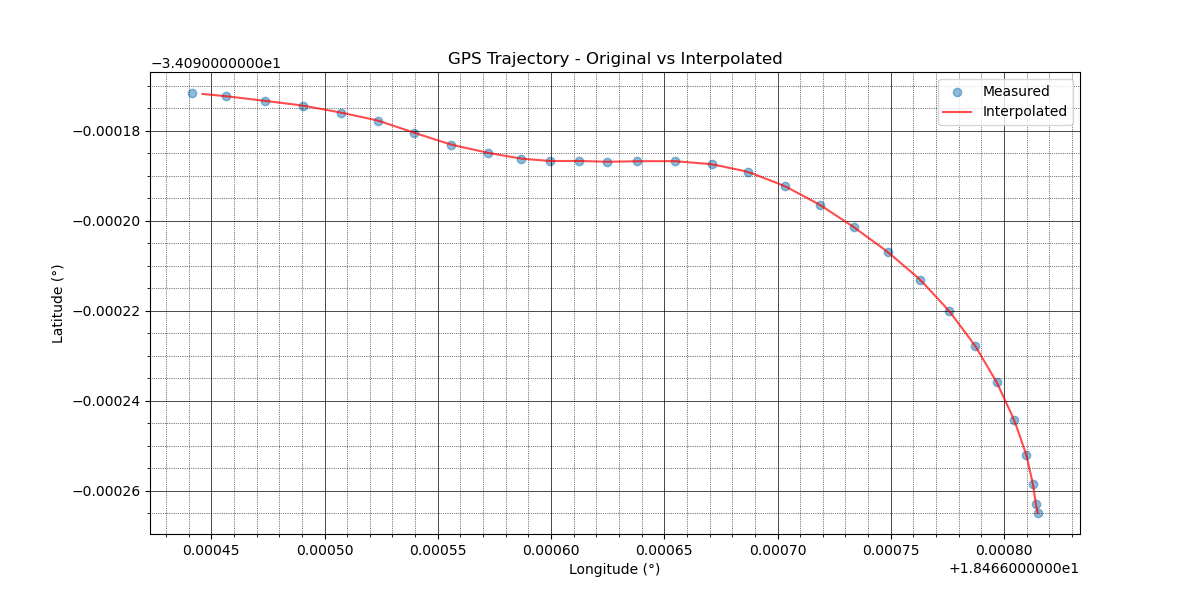 GPS Trajectory - Original vs Interpolated
−3.4090000000e1
Measured
Interpolated
−0.00018
−0.00020
−0.00022
−0.00024
−0.00026
Latitude (°)
0.00045 0.00050 0.00055 0.00060 0.00065 0.00070 0.00075 0.00080
Longitude (°)
+1.8466000000e1